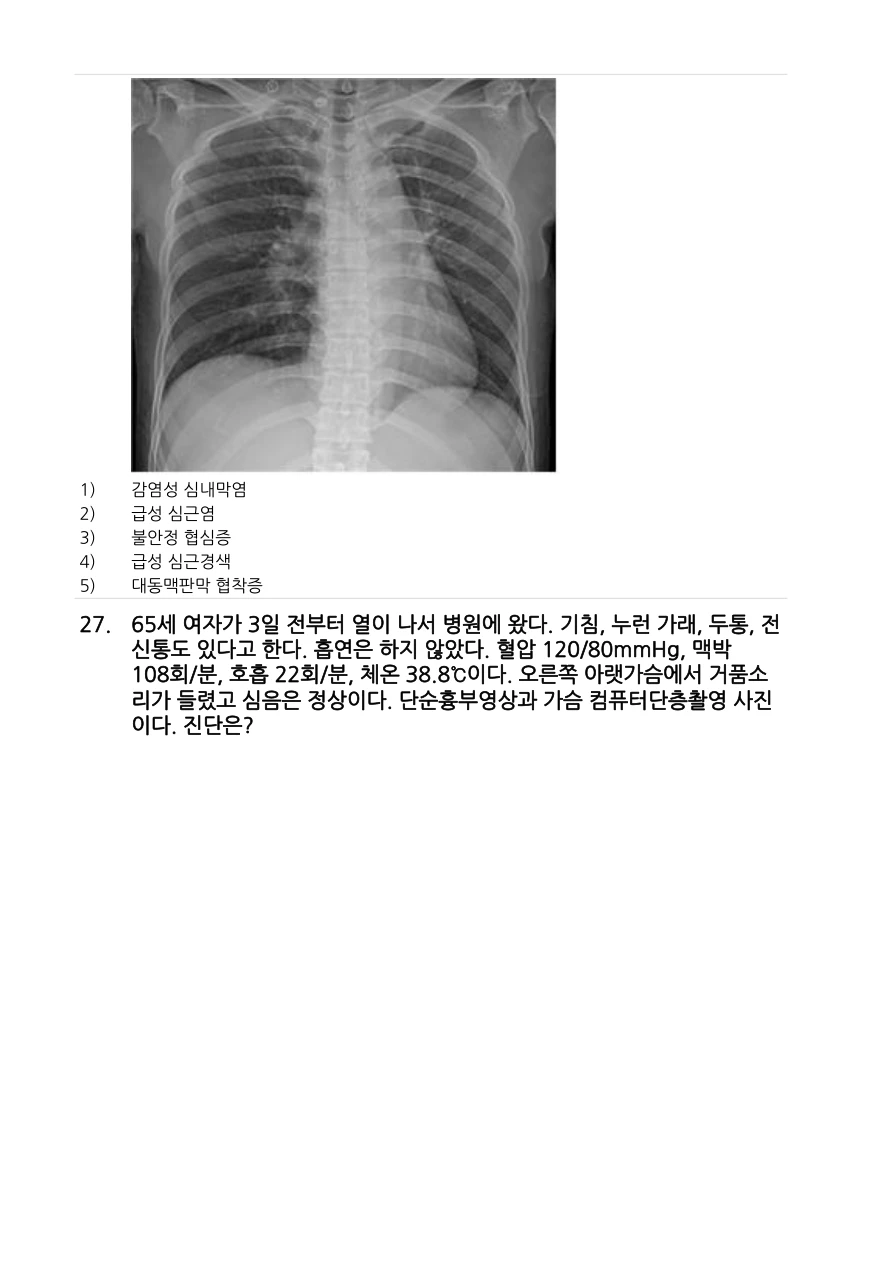 1) 감염성 심내막염
2) 급성 심근염
3) 불안정 협심증
4) 급성 심근경색
5) 대동맥판막 협착증
27. 65세 여자가 3일 전부터 열이 나서 병원에 왔다. 기침, 누런 가래, 두통, 전
신통도 있다고 한다. 흡연은 하지 않았다. 혈압 120/80mmHg, 맥박
108회/분, 호흡 22회/분, 체온 38.8℃이다. 오른쪽 아랫가슴에서 거품소
리가 들렸고 심음은 정상이다. 단순흉부영상과 가슴 컴퓨터단층촬영 사진
이다. 진단은?